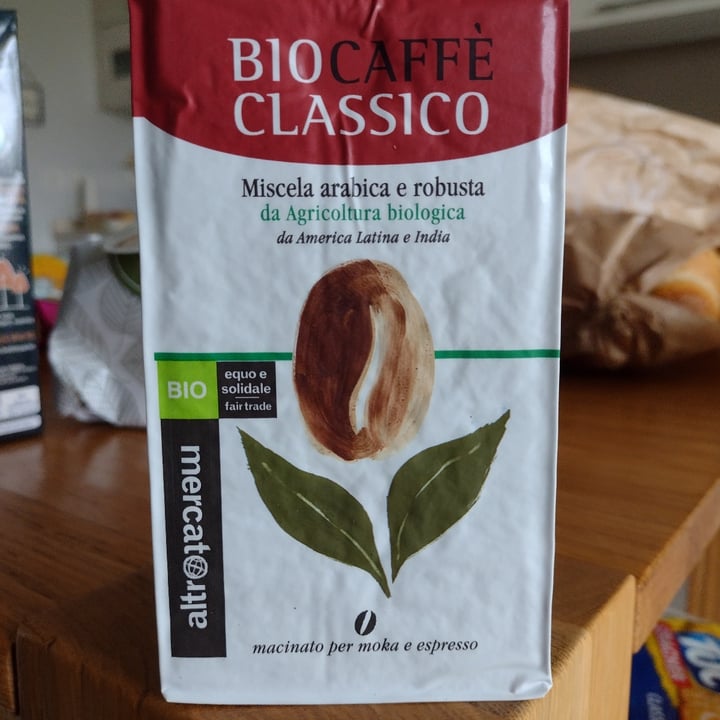 BIOCAFFÈ
CLASSICO
Miscela arabica e robusta
da Agricoltura biologica
da America Latina e India
BIO
equo e
solidale
fair trade
altromercato
macinato per moka e espresso